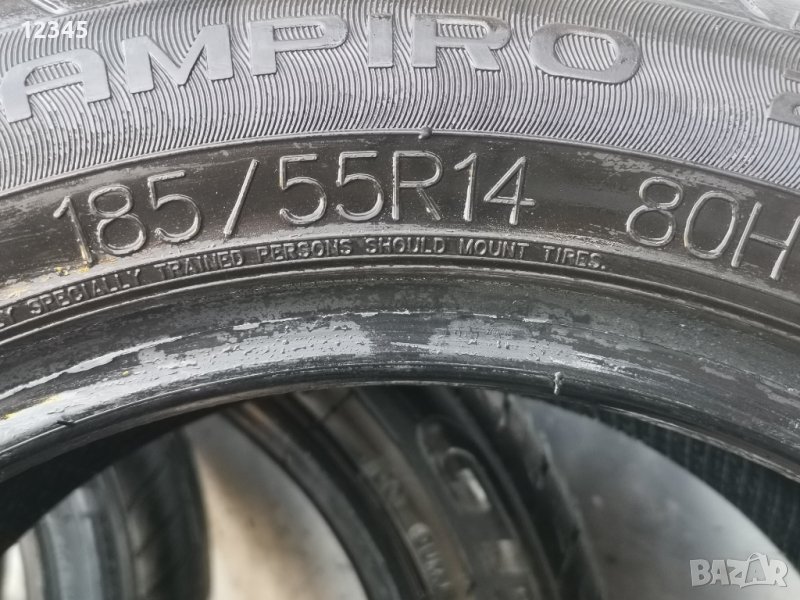 12345
AMPIRO
185/55R14 80H
SPECIALLY TRAINED PERSONS SHOULD MOUNT TIRES.
BAZAR